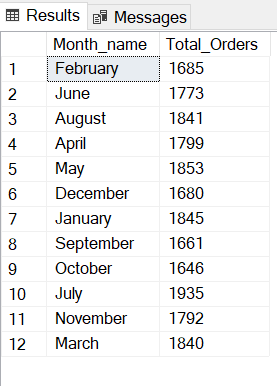 Results Messages
Month_name Total_Orders
1 February 1685
2 June 1773
3 August 1841
4 April 1799
5 May 1853
6 December 1680
7 January 1845
8 September 1661
9 October 1646
10 July 1935
11 November 1792
12 March 1840